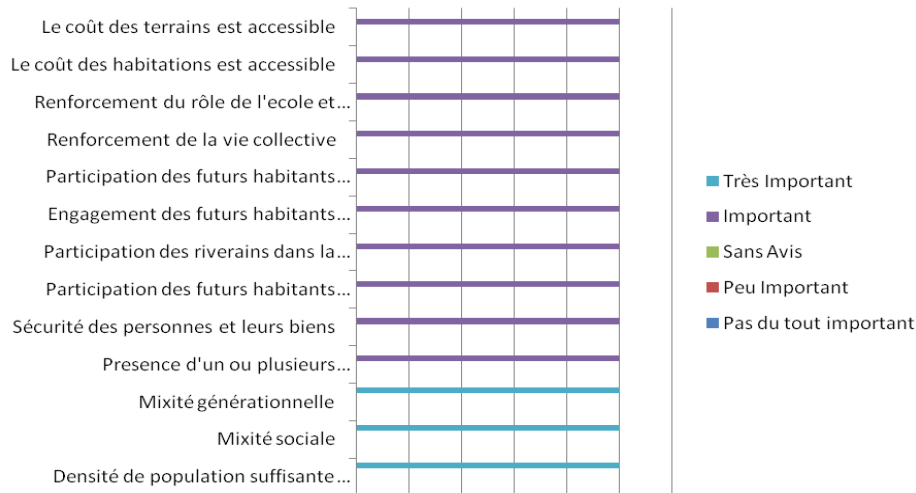 Le coût des terrains est accessible
Le coût des habitations est accessible
Renforcement du rôle de l'ecole et...
Renforcement de la vie collective
Participation des futurs habitants...
Engagement des futurs habitants...
Participation des riverains dans la...
Participation des futurs habitants...
Sécurité des personnes et leurs biens
Presence d'un ou plusieurs...
Mixité générationnelle
Mixité sociale
Densité de population suffisante...
Très Important
Important
Sans Avis
Peu Important
Pas du tout important